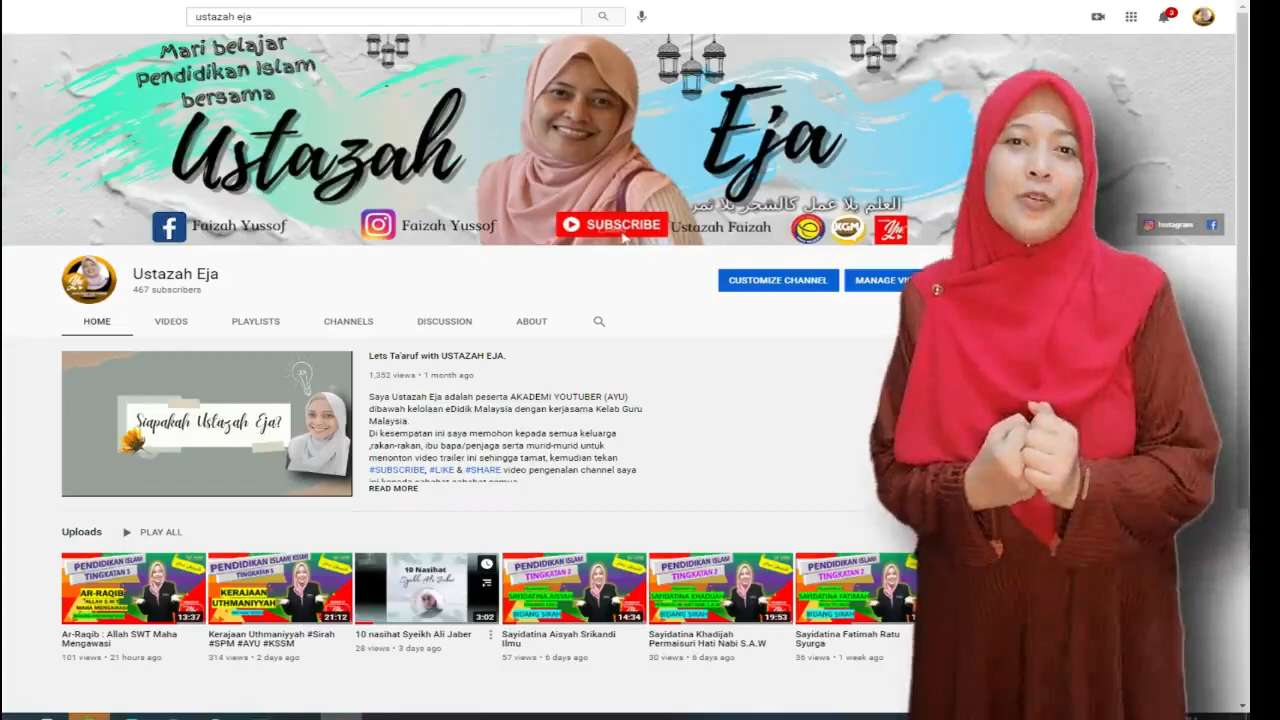 ustazah eja
3
Mari belajar
Pendidikan Islam
bersama
Ustazah
Eja
العلم بلا عمل كالشجر بلا ثمر
Faizah Yussof
Faizah Yussof
SUBSCRIBE
Ustazah Faizah
KGM
Instagram
Ustazah Eja
467 subscribers
CUSTOMIZE CHANNEL
MANAGE VI
HOME
VIDEOS
PLAYLISTS
CHANNELS
DISCUSSION
ABOUT
Siapakah Ustazah Eja?
Lets Ta'aruf with USTAZAH EJA.
1,352 views • 1 month ago
Saya Ustazah Eja adalah peserta AKADEMI YOUTUBER (AYU)
dibawah kelolaan eDidik Malaysia dengan kerjasama Kelab Guru
Malaysia.
Di kesempatan ini saya memohon kepada semua keluarga
,rakan-rakan, ibu bapa/penjaga serta murid-murid untuk
menonton video trailer ini sehingga tamat, kemudian tekan
#SUBSCRIBE, #LIKE & #SHARE video pengenalan channel saya
READ MORE
Uploads
PLAY ALL
PENDIDIKAN ISLAM
TINGKATAN 5
AR-RAQIB
13:37
PENDIDIKAN ISLAM KSSM
TINGKATAN 5
KERAJAAN
UTHMANIYYAH
21:12
10 Nasihat
Syeikh Ali Jaber
3:02
PENDIDIKAN ISLAM
TINGKATAN 2
SAYIDATINA AISYAH
BIDANG SIRAH
14:34
PENDIDIKAN ISLAM
TINGKATAN 2
SAYIDATINA KHADIJAH
BIDANG SIRAH
19:53
PENDIDIKAN ISLAM
TINGKATAN 2
SAYIDATINA FATIMAH
BIDANG SIRAH
Ar-Raqib : Allah SWT Maha
Mengawasi
101 views • 21 hours ago
Kerajaan Uthmaniyyah #Sirah
#SPM #AYU #KSSM
314 views • 2 days ago
10 nasihat Syeikh Ali Jaber
28 views • 3 days ago
Sayidatina Aisyah Srikandi
Ilmu
57 views • 6 days ago
Sayidatina Khadijah
Permaisuri Hati Nabi S.A.W
30 views • 6 days ago
Sayidatina Fatimah Ratu
Syurga
36 views • 1 week ago